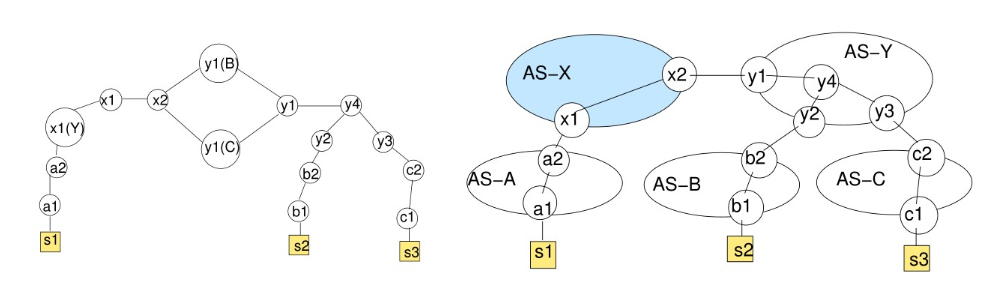 y1(B)
x1
x2
y1
y4
x1(Y)
y1(C)
y2
y3
a2
b2
c2
a1
b1
c1
s1
s2
s3
AS-X
AS-Y
x2
y1
y4
x1
y2
y3
a2
b2
c2
AS-A
AS-B
AS-C
a1
b1
c1
s1
s2
s3